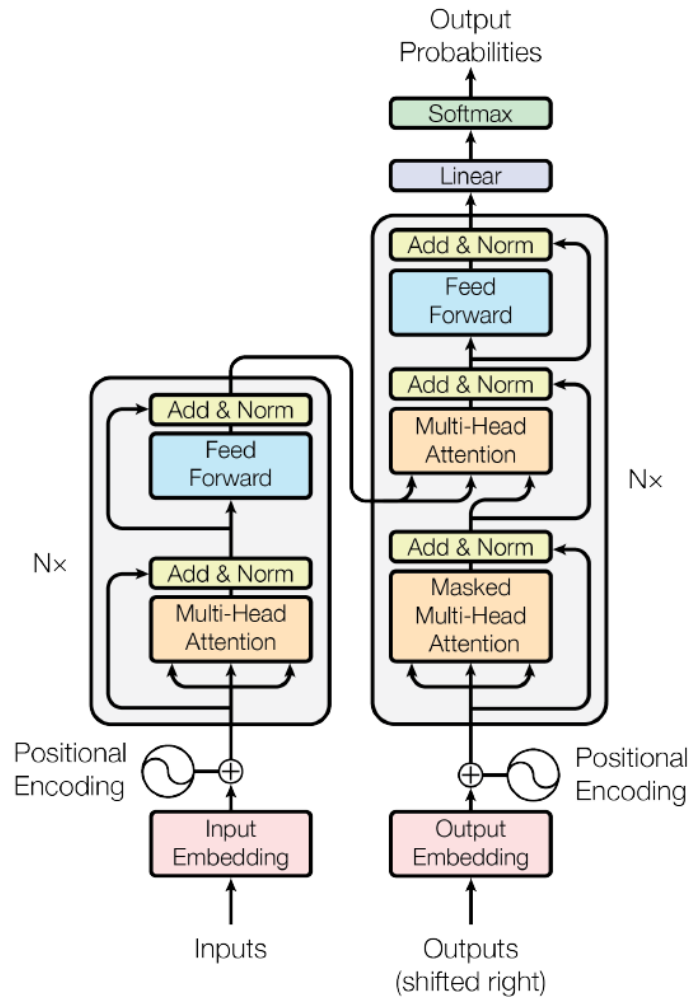 Output
Probabilities
Softmax
Linear
Add & Norm
Feed
Forward
Add & Norm
Multi-Head
Attention
Add & Norm
Masked
Multi-Head
Attention
Nx
Add & Norm
Feed
Forward
Add & Norm
Multi-Head
Attention
Nx
Positional
Encoding
Positional
Encoding
Input
Embedding
Output
Embedding
Inputs
Outputs
(shifted right)